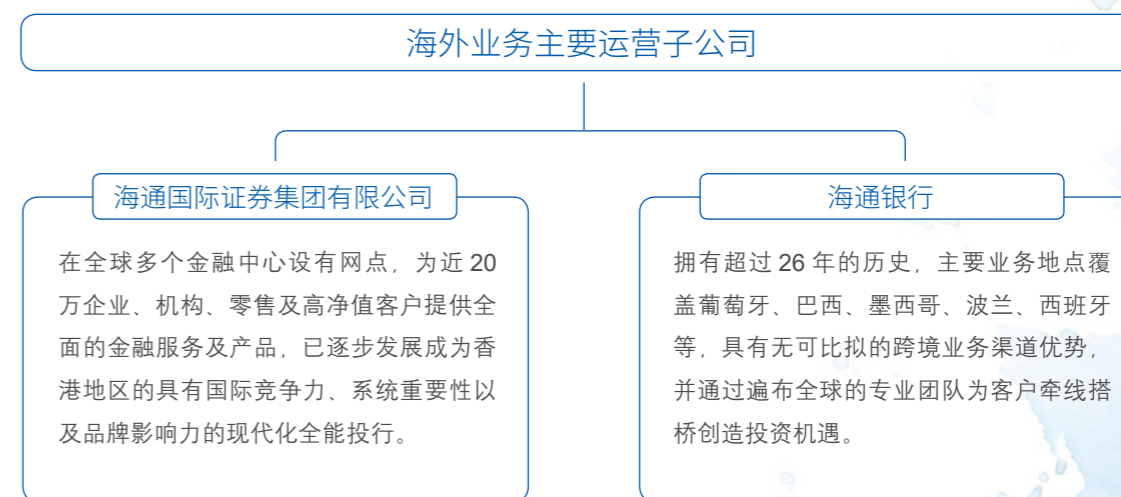 海外业务主要运营子公司
海通国际证券集团有限公司
在全球多个金融中心设有网点，为近 20
万企业、机构、零售及高净值客户提供全
面的金融服务及产品，已逐步发展成为香
港地区的具有国际竞争力、系统重要性以
及品牌影响力的现代化全能投行。
海通银行
拥有超过 26 年的历史，主要业务地点覆
盖葡萄牙、巴西、墨西哥、波兰、西班牙
等，具有无可比拟的跨境业务渠道优势，
并通过遍布全球的专业团队为客户牵线搭
桥创造投资机遇。